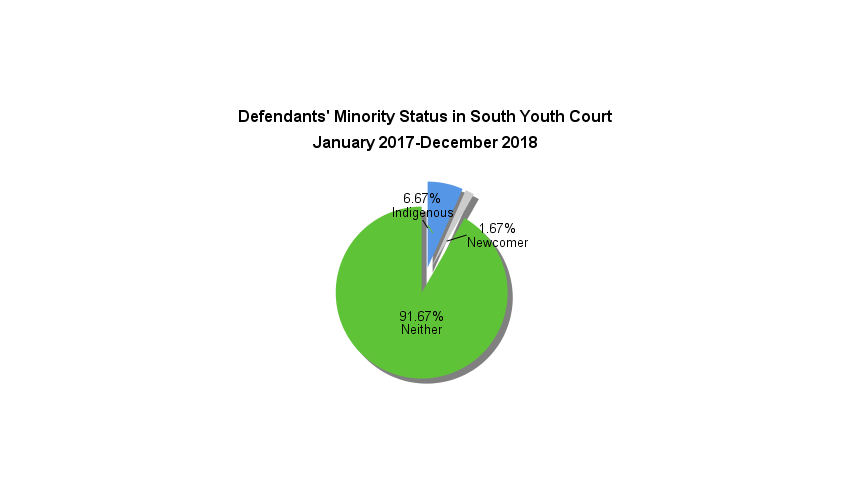 Defendants' Minority Status in South Youth Court
January 2017-December 2018
6.67%
Indigenous
1.67%
Newcomer
91.67%
Neither